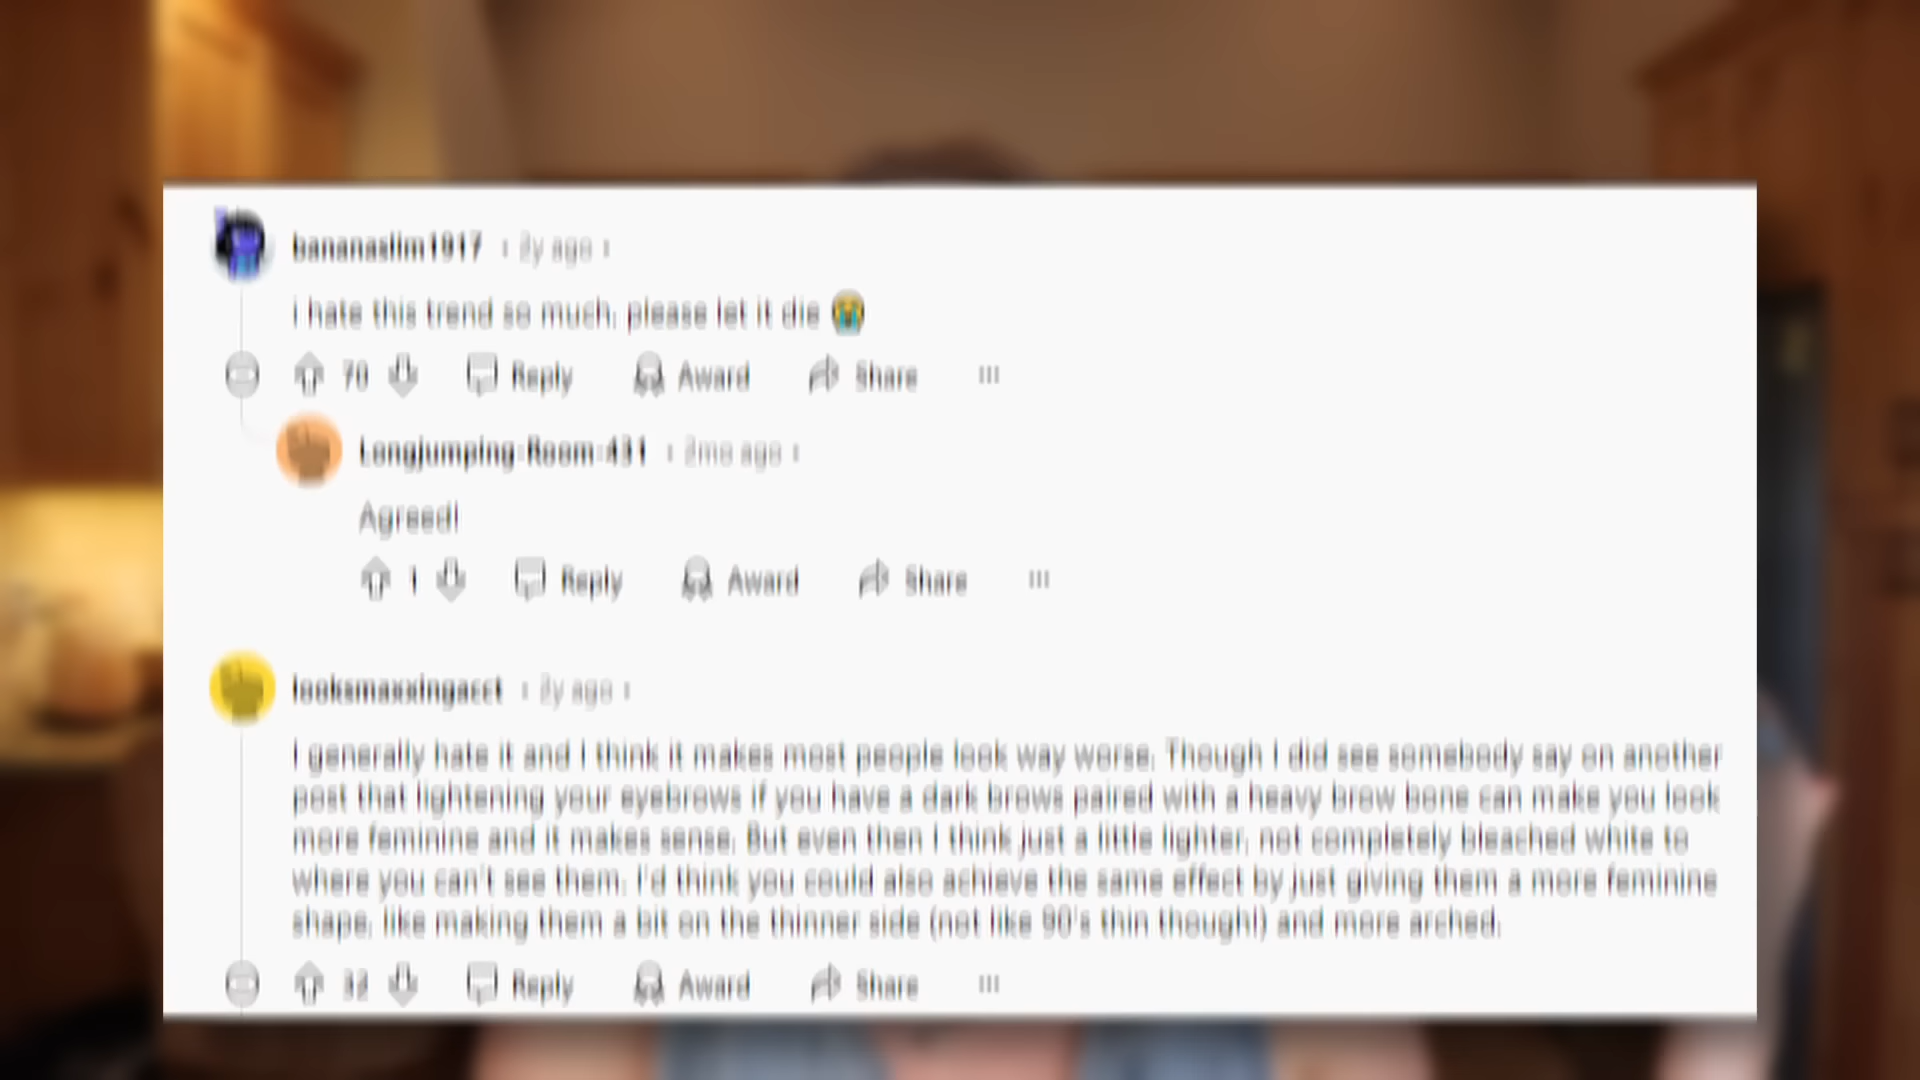 bananaslim1917 · 2y ago ·
i hate this trend so much, please let it die 😭
70 Reply Award Share ...
Longjumping-Room-431 · 2mo ago ·
Agreed!
1 Reply Award Share ...
looksmaxxingacct · 2y ago ·
I generally hate it and I think it makes most people look way worse. Though I did see somebody say on another
post that lightening your eyebrows if you have a dark brows paired with a heavy brow bone can make you look
more feminine and it makes sense. But even then I think just a little lighter, not completely bleached white to
where you can't see them. I'd think you could also achieve the same effect by just giving them a more feminine
shape, like making them a bit on the thinner side (not like 90's thin though!) and more arched.
32 Reply Award Share ...